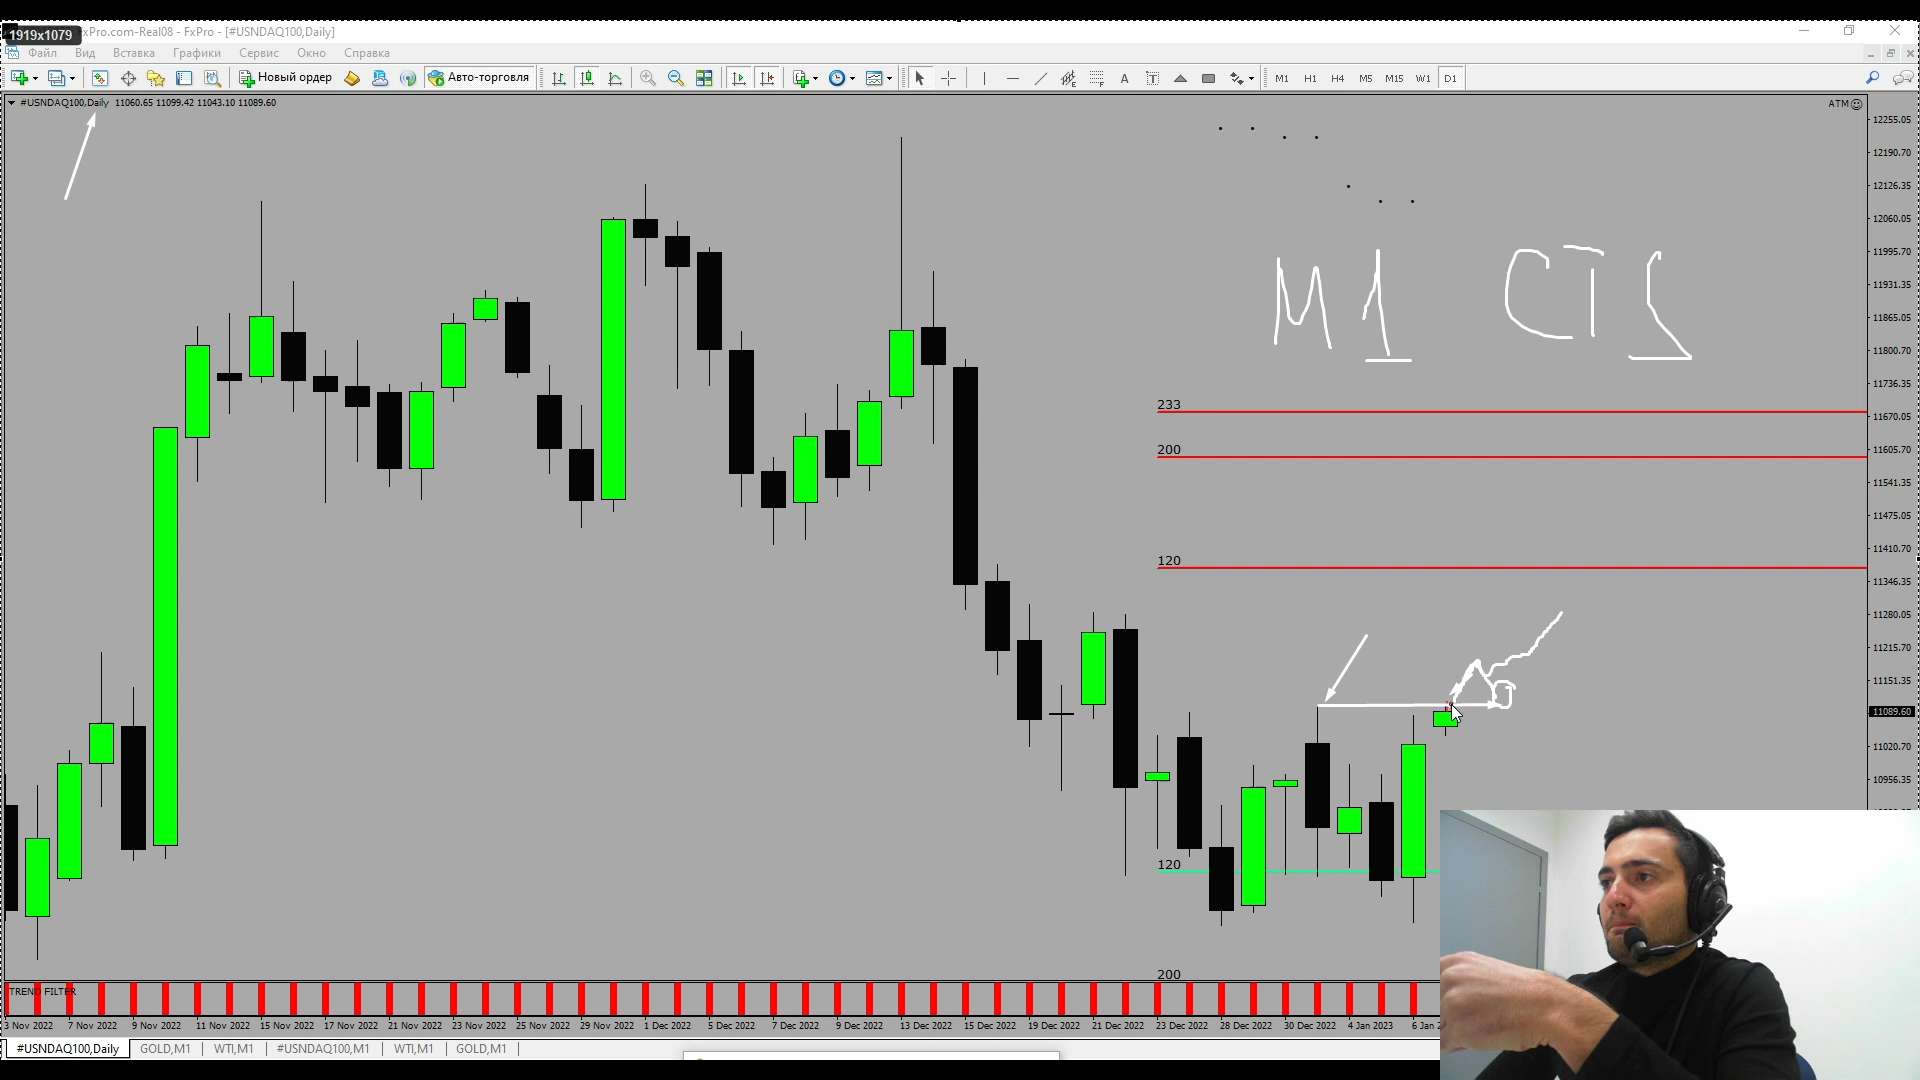 1919x1079
xPro.com-Real08 - FxPro - [#USNDAQ100,Daily]
Файл Вид Вставка Графики Сервис Окно Справка
Новый ордер Авто-торговля A T M1 H1 H4 M5 M15 W1 D1
#USNDAQ100,Daily 11060.65 11099.42 11043.10 11089.60
ATM
12255.05
12190.70
12126.35
12060.05
11995.70
11931.35
11865.05
11800.70
11736.35
11670.05
11605.70
11541.35
11475.05
11410.70
11346.35
11280.05
11215.70
11151.35
11089.60
11020.70
10956.35
M1 CTS
233
200
120
120
200
TREND FILTER
3 Nov 2022 7 Nov 2022 9 Nov 2022 11 Nov 2022 15 Nov 2022 17 Nov 2022 21 Nov 2022 23 Nov 2022 25 Nov 2022 29 Nov 2022 1 Dec 2022 5 Dec 2022 7 Dec 2022 9 Dec 2022 13 Dec 2022 15 Dec 2022 19 Dec 2022 21 Dec 2022 23 Dec 2022 28 Dec 2022 30 Dec 2022 4 Jan 2023 6 Jan 2
#USNDAQ100,Daily GOLD,M1 WTI,M1 #USNDAQ100,M1 WTI,M1 GOLD,M1